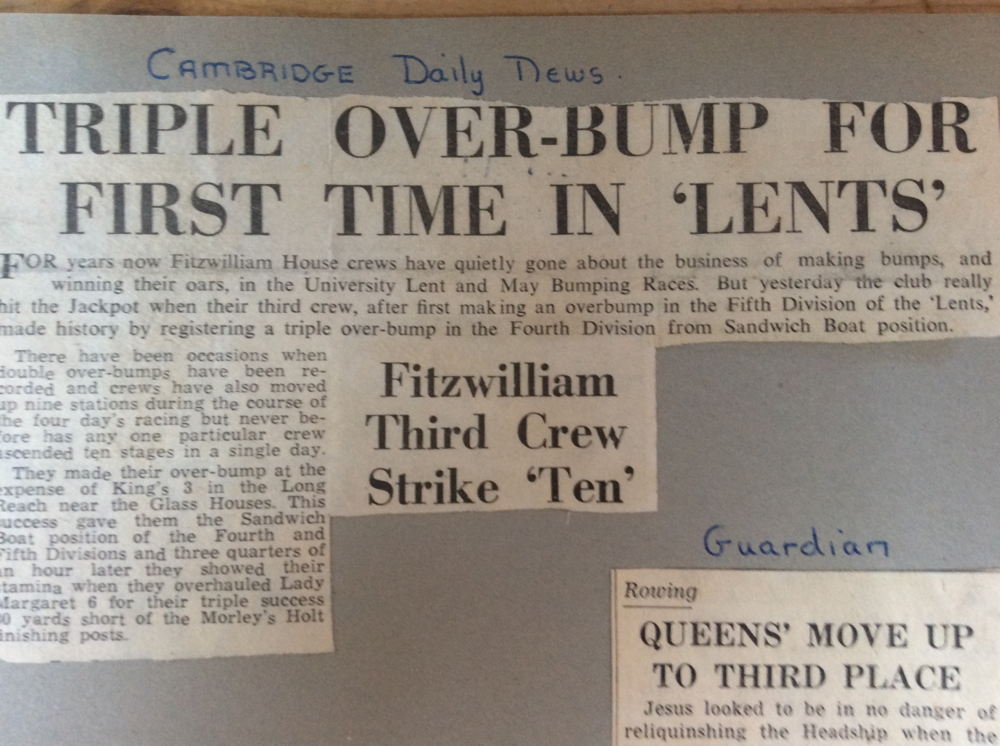 CAMBRIDGE Daily News.
TRIPLE OVER-BUMP FOR
FIRST TIME IN ‘LENTS’
FOR years now Fitzwilliam House crews have quietly gone about the business of making bumps, and
winning their oars, in the University Lent and May Bumping Races. But yesterday the club really
hit the Jackpot when their third crew, after first making an overbump in the Fifth Division of the ‘Lents,’
made history by registering a triple over-bump in the Fourth Division from Sandwich Boat position.
There have been occasions when
double over-bumps have been re-
corded and crews have also moved
up nine stations during the course of
the four day's racing but never be-
fore has any one particular crew
ascended ten stages in a single day.
They made their over-bump at the
expense of King's 3 in the Long
Reach near the Glass Houses. This
success gave them the Sandwich
Boat position of the Fourth and
Fifth Divisions and three quarters of
an hour later they showed their
stamina when they overhauled Lady
Margaret 6 for their triple success
0 yards short of the Morley's Holt
finishing posts.
Fitzwilliam
Third Crew
Strike ‘Ten’
Guardian
Rowing
QUEENS’ MOVE UP
TO THIRD PLACE
Jesus looked to be in no danger of
reliquinshing the Headship when the